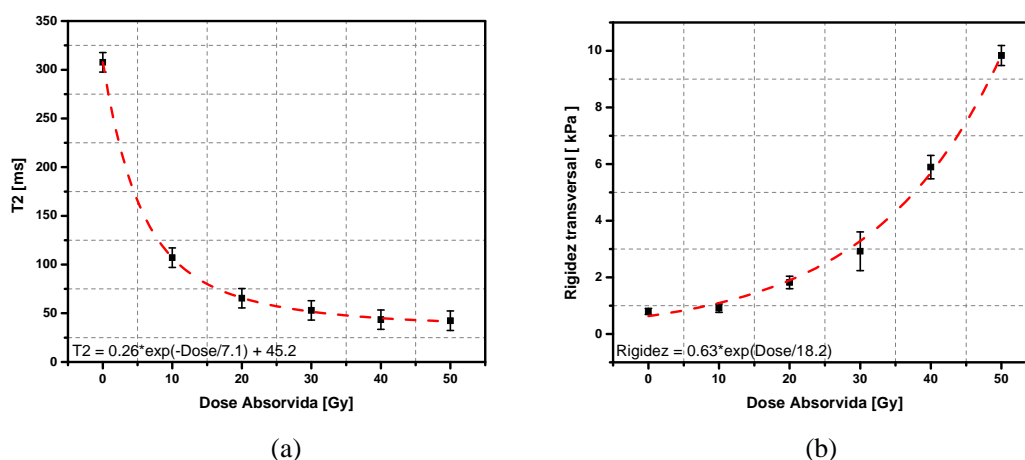 350
300
250
200
150
100
50
0
T2 [ms]
T2 = 0.26*exp(-Dose/7.1) + 45.2
0 10 20 30 40 50
Dose Absorvida [Gy]
(a)
10
8
6
4
2
0
Rigidez transversal [ kPa]
Rigidez = 0.63*exp(Dose/18.2)
0 10 20 30 40 50
Dose Absorvida [Gy]
(b)